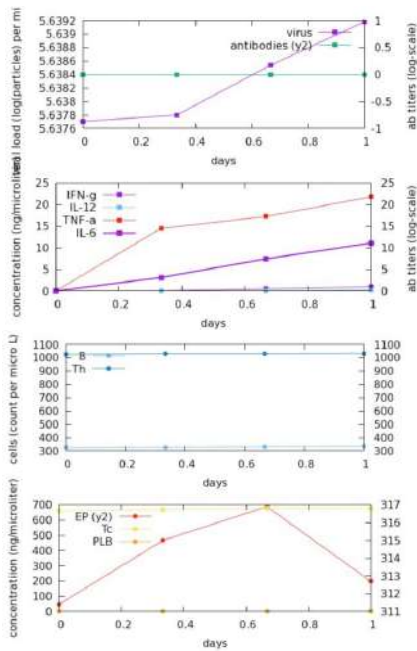 5.6392
5.639
5.6388
5.6386
5.6384
5.6382
5.638
5.6378
5.6376
virus
antibodies (y2)
1
0.5
0
-0.5
-1
0 0.2 0.4 0.6 0.8 1
days
load (log(particles) per mi
ab titers (log-scale)
25
20
15
10
5
0
IFN-g
IL-12
TNF-a
IL-6
25
20
15
10
5
0
0 0.2 0.4 0.6 0.8 1
days
concentratiion (ng/microliter)
ab titers (log-scale)
1100
1000
900
800
700
600
500
400
300
B
Th
1100
1000
900
800
700
600
500
400
300
0 0.2 0.4 0.6 0.8 1
days
cells (count per micro L)
700
600
500
400
300
200
100
0
EP (y2)
Tc
PLB
317
316
315
314
313
312
311
0 0.2 0.4 0.6 0.8 1
days
concentratiion (ng/microliter)